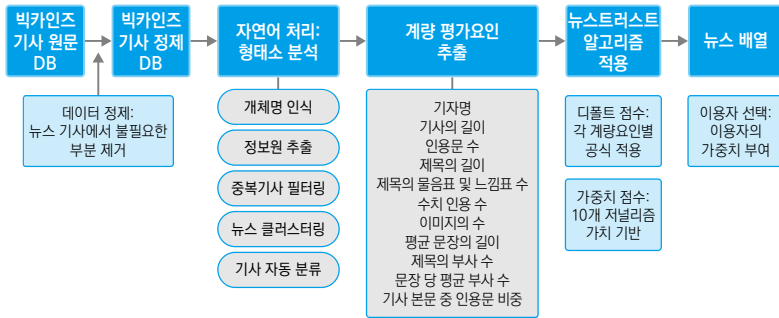 빅카인즈
기사 원문
DB
빅카인즈
기사 정제
DB
자연어 처리:
형태소 분석
계량 평가요인
추출
뉴스트러스트
알고리즘
적용
뉴스 배열
데이터 정제:
뉴스 기사에서 불필요한
부분 제거
개체명 인식
정보원 추출
중복기사 필터링
뉴스 클러스터링
기사 자동 분류
기자명
기사의 길이
인용문 수
제목의 길이
제목의 물음표 및 느낌표 수
수치 인용 수
이미지의 수
평균 문장의 길이
제목의 부사 수
문장 당 평균 부사 수
기사 본문 중 인용문 비중
디폴트 점수:
각 계량요인별
공식 적용
가중치 점수:
10개 저널리즘
가치 기반
이용자 선택:
이용자의
가중치 부여